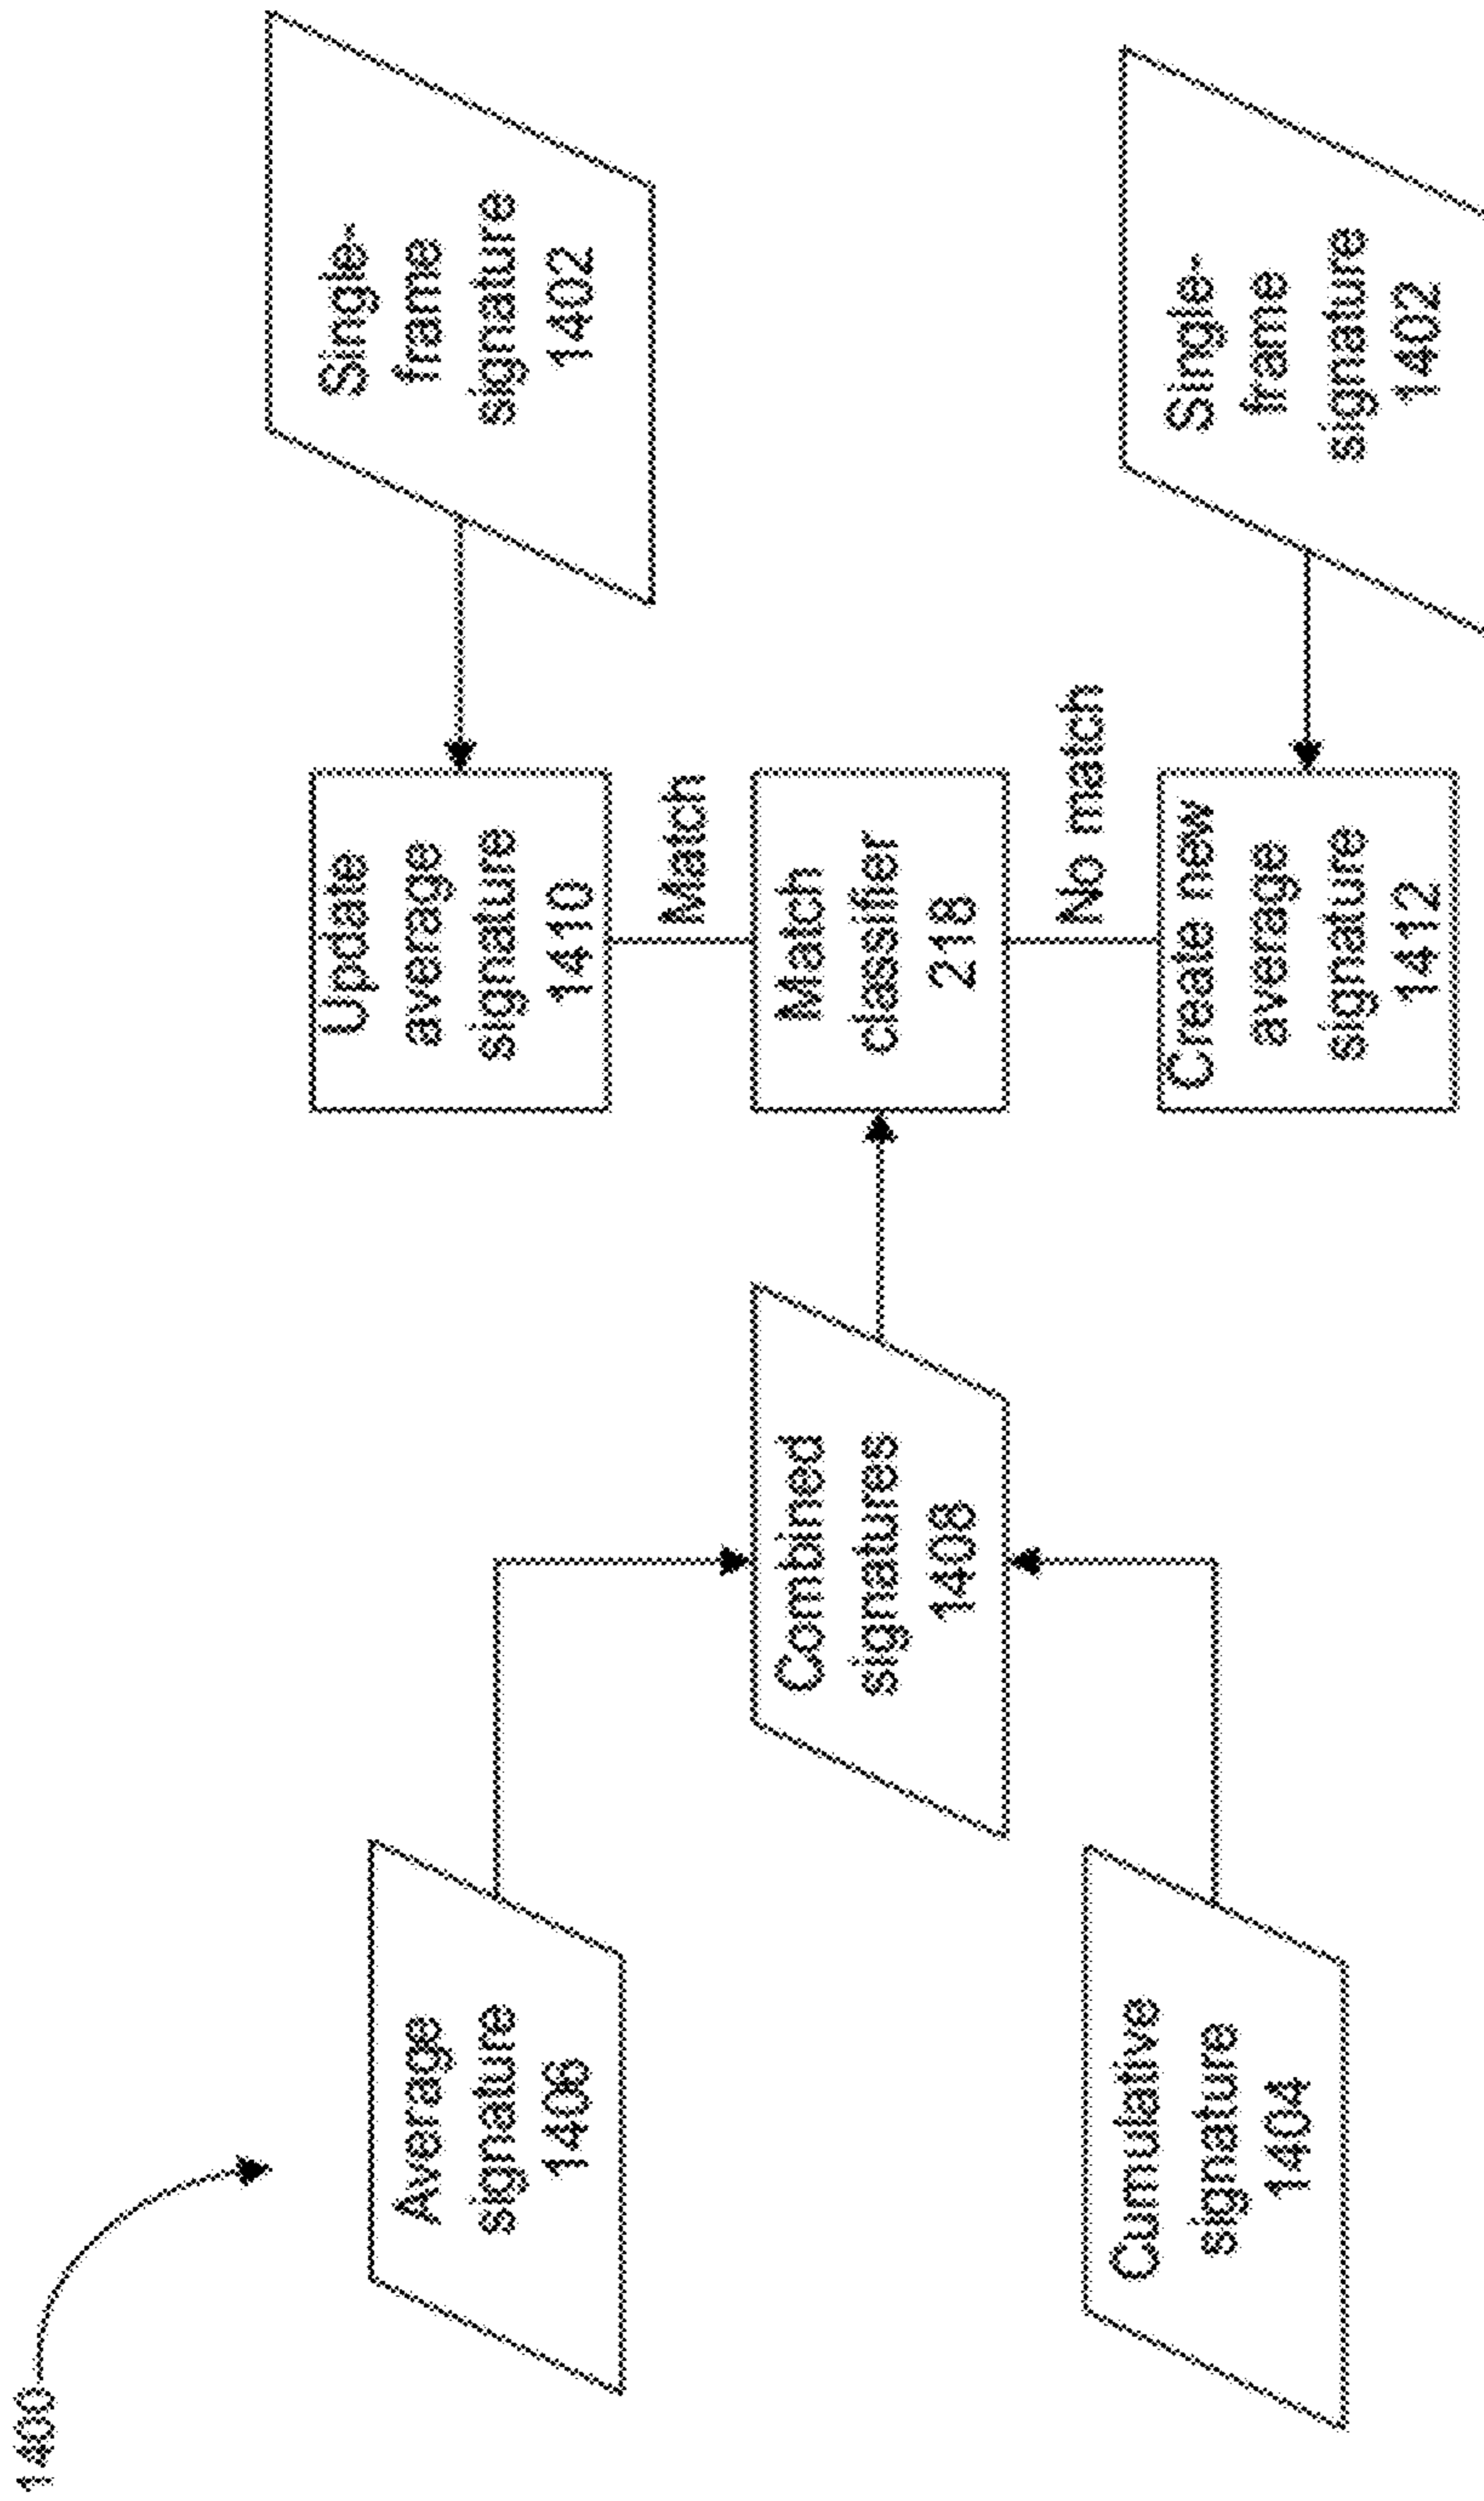 1400
Average
signature
1406
Cumulative
signature
1404
Combined
signatures
1408
Update
average
signature
1410
Match
Match
classifier
218
No match
Create new
average
signature
1412
Single-
frame
signature
1402
Single-
frame
signature
1402